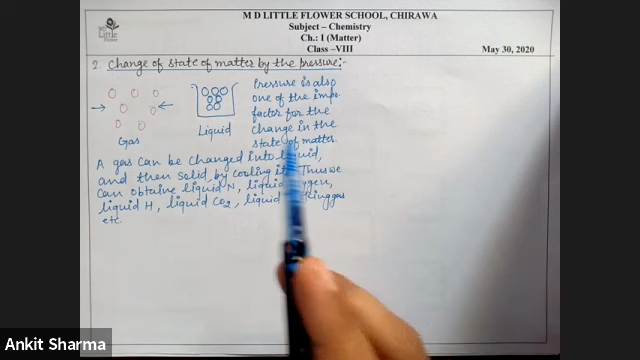 M D LITTLE FLOWER SCHOOL, CHIRAWA
Subject – Chemistry
Ch.: I (Matter)
Class –VIII
May 30, 2020
Little
Flower
2. Change of state of matter by the pressure:-
Pressure is also
one of the impo.
factor for the
change in the
state of matter.
Gas
Liquid
A gas can be changed into liquid,
and then solid, by cooling it. Thus we
can obtaine liquid N, liquid
liquid H, liquid CO2, liquid
etc.
Ankit Sharma